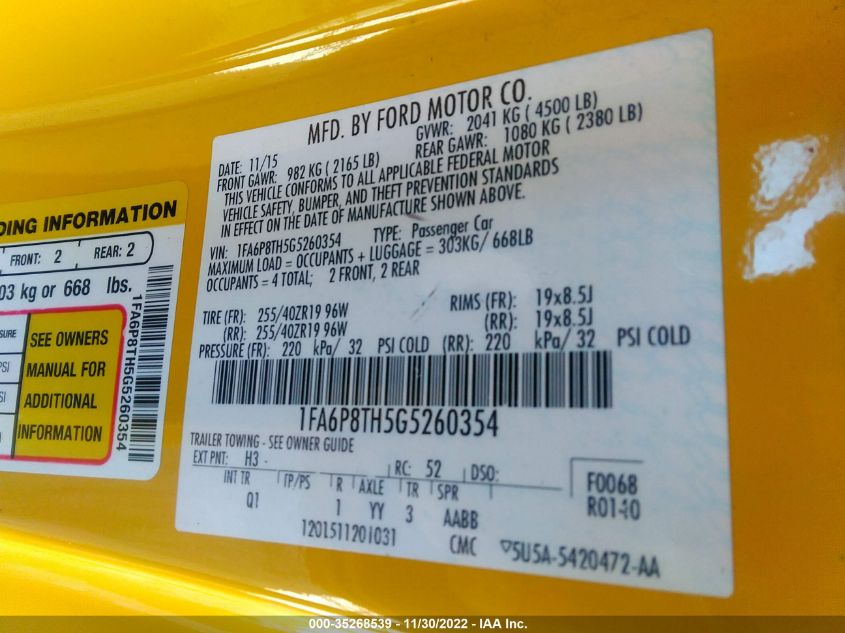 DING INFORMATION
FRONT: 2 REAR: 2
03 kg or 668 lbs.
SURE
PSI
SI
SEE OWNERS
MANUAL FOR
ADDITIONAL
INFORMATION
1FA6P8TH5G5260354
MFD. BY FORD MOTOR CO.
DATE: 11/15 GVWR: 2041 KG ( 4500 LB)
FRONT GAWR: 982 KG ( 2165 LB) REAR GAWR: 1080 KG ( 2380 LB)
THIS VEHICLE CONFORMS TO ALL APPLICABLE FEDERAL MOTOR
VEHICLE SAFETY, BUMPER, AND THEFT PREVENTION STANDARDS
IN EFFECT ON THE DATE OF MANUFACTURE SHOWN ABOVE.
VIN: 1FA6P8TH5G5260354 TYPE: Passenger Car
MAXIMUM LOAD = OCCUPANTS + LUGGAGE = 303KG/ 668LB
OCCUPANTS = 4 TOTAL; 2 FRONT, 2 REAR
TIRE (FR): 255/40ZR19 96W RIMS (FR): 19x8.5J
(RR): 255/40ZR19 96W (RR): 19x8.5J
PRESSURE (FR): 220 kPa/ 32 PSI COLD (RR): 220 kPa/ 32 PSI COLD
1FA6P8TH5G5260354
TRAILER TOWING - SEE OWNER GUIDE
EXT PNT: H3 RC: 52 DSO: F0068
INT TR TP/PS R AXLE TR SPR R0140
Q1 1 YY 3 AABB
1201511201031 CMC 5U5A-5420472-AA
000-35268539 - 11/30/2022 - IAA Inc.